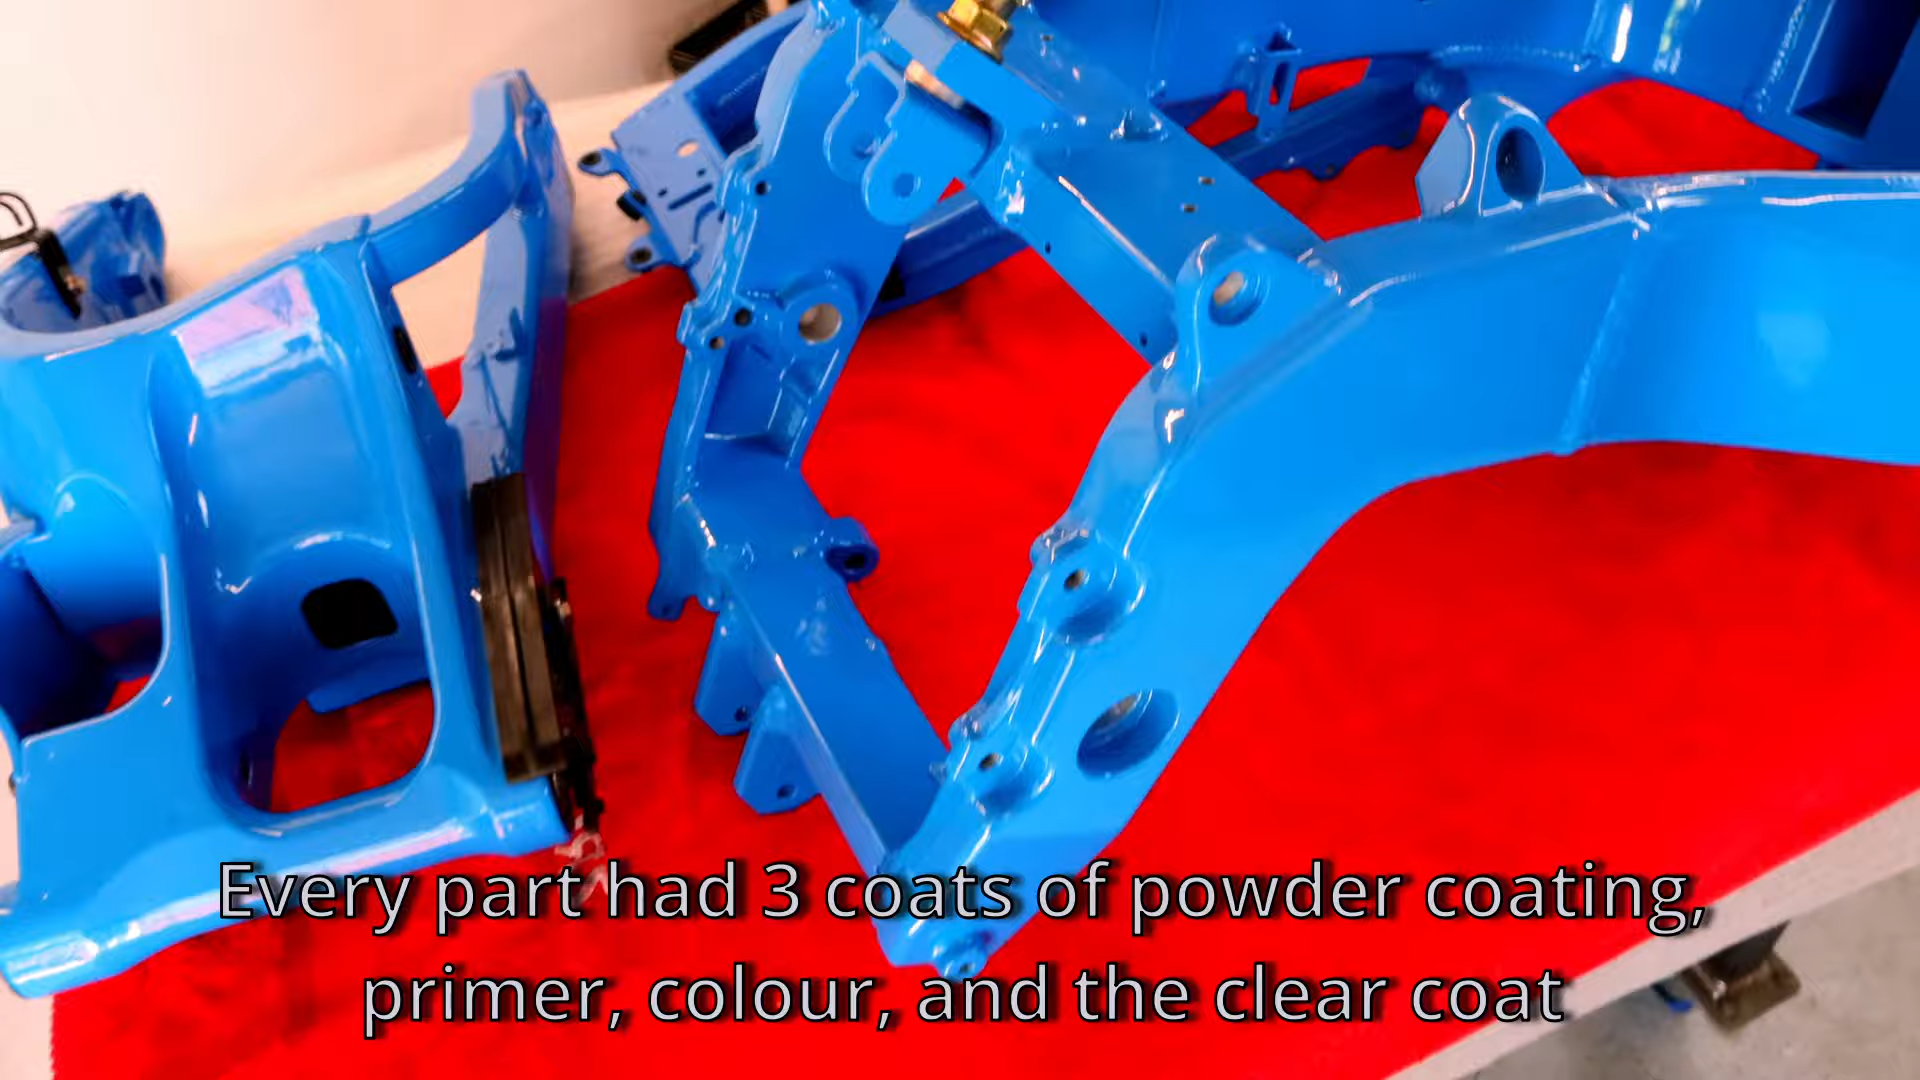 Every part had 3 coats of powder coating,
primer, colour, and the clear coat